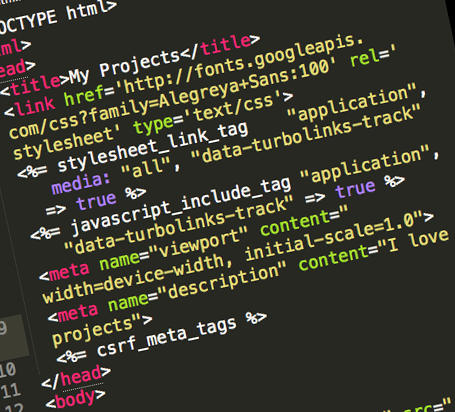 OCTYPE html>
ml>
ead>
<title>My Projects</title>
<link href='http://fonts.googleapis.
com/css?family=Alegreya+Sans:100' rel='
stylesheet' type='text/css'>
<%= stylesheet_link_tag "application",
media: "all", "data-turbolinks-track"
=> true %>
<%= javascript_include_tag "application",
"data-turbolinks-track" => true %>
<meta name="viewport" content="
width=device-width, initial-scale=1.0">
<meta name="description" content="I love
projects">
9 <%= csrf_meta_tags %>
10 </head>
11 <body>
12 src="